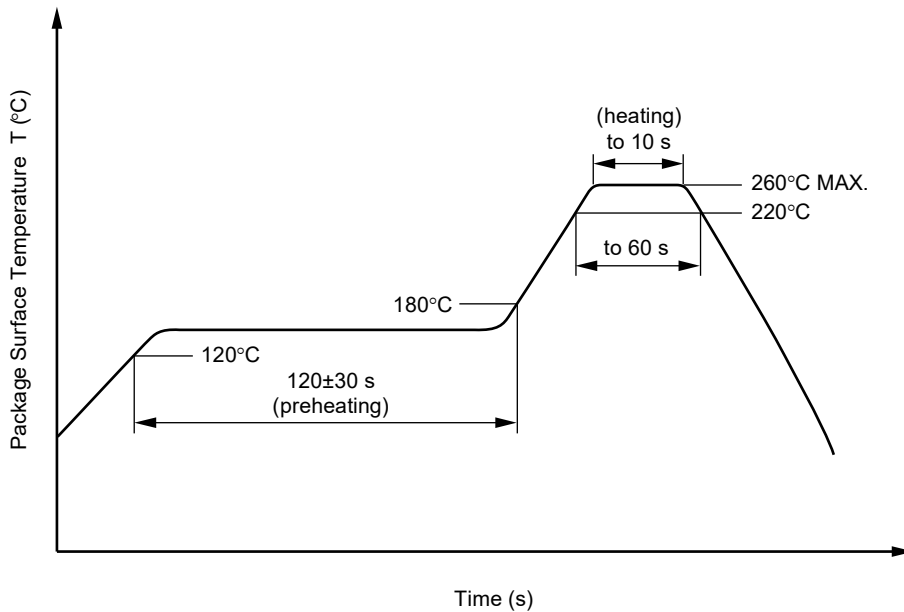 Package Surface Temperature T (°C)
(heating)
to 10 s
260°C MAX.
220°C
to 60 s
180°C
120°C
120±30 s
(preheating)
Time (s)